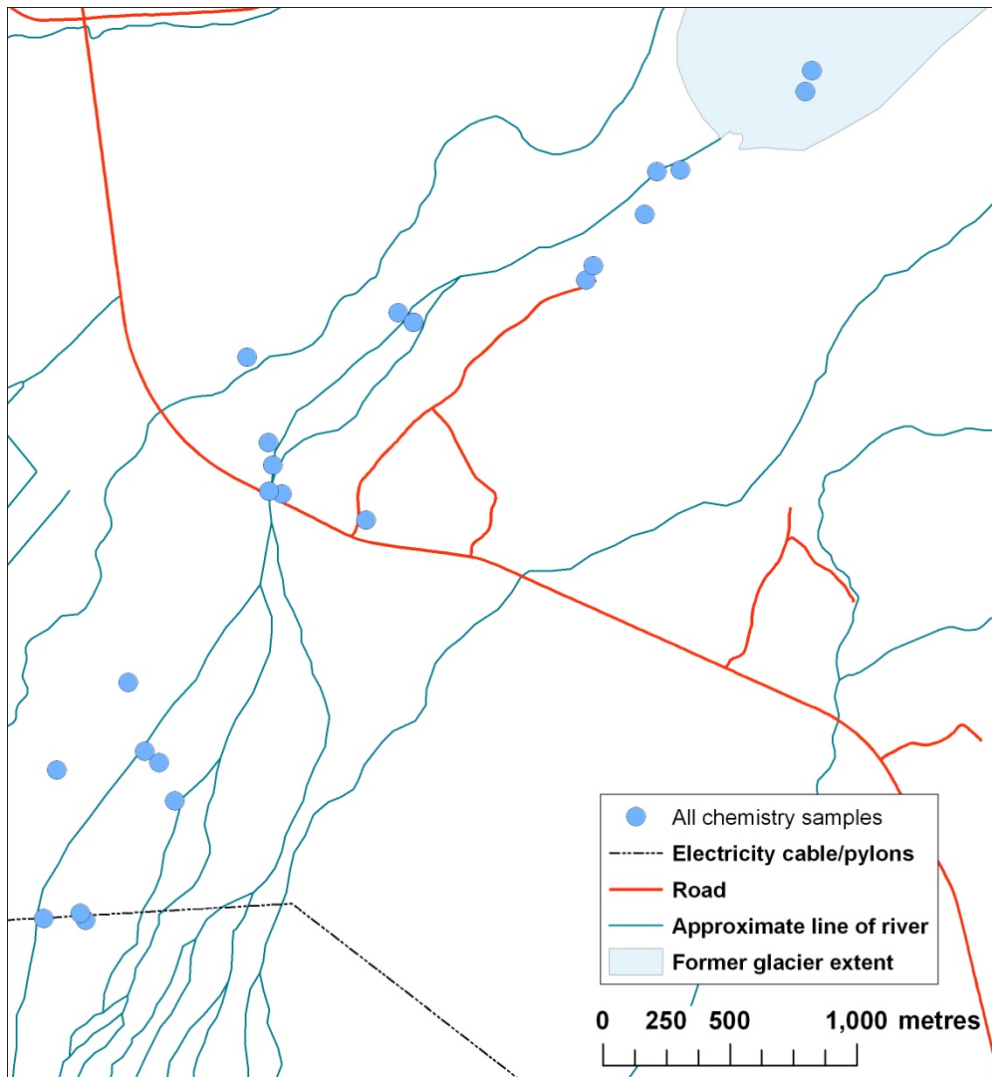 All chemistry samples
Electricity cable/pylons
Road
Approximate line of river
Former glacier extent
0 250 500 1,000 metres